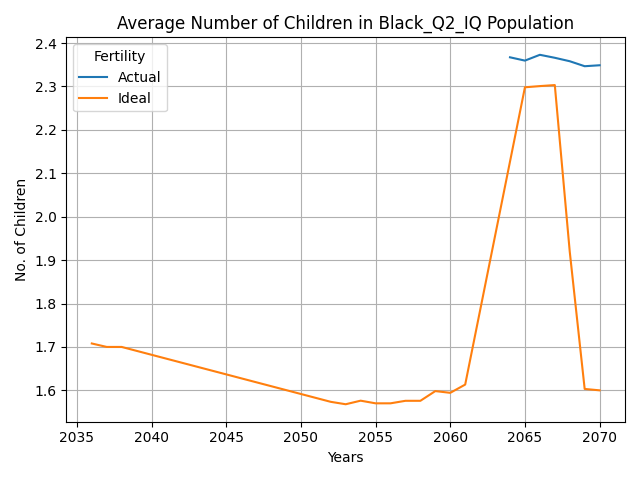 Average Number of Children in Black_Q2_IQ Population
Fertility
Actual
Ideal
2.4
2.3
2.2
2.1
2.0
1.9
1.8
1.7
1.6
No. of Children
2035 2040 2045 2050 2055 2060 2065 2070
Years